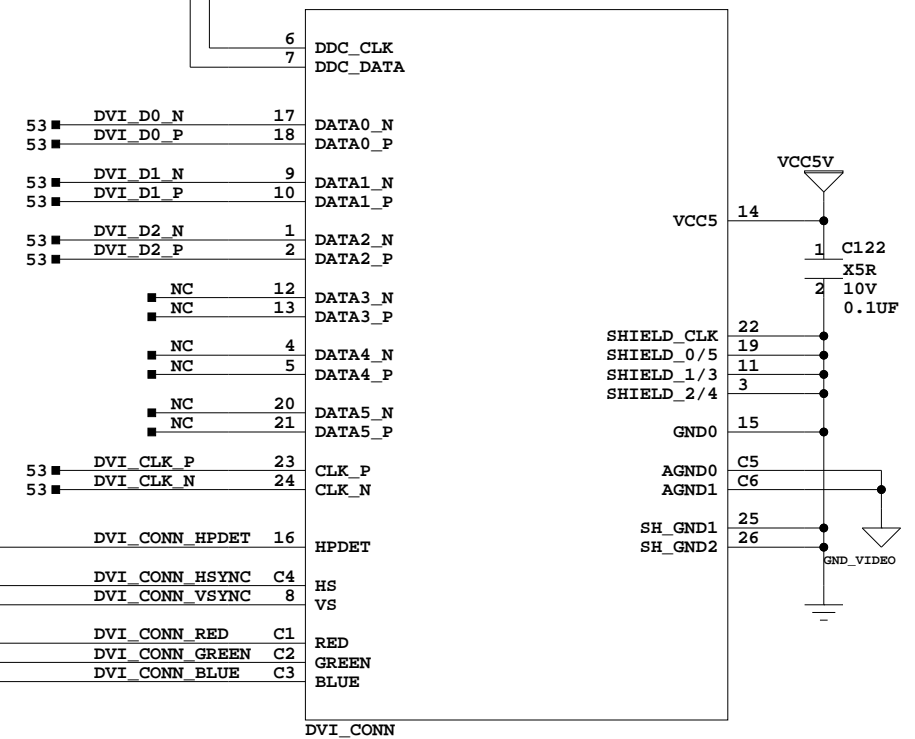 6 DDC_CLK
7 DDC_DATA
53 DVI_D0_N 17 DATA0_N
53 DVI_D0_P 18 DATA0_P
VCC5V
53 DVI_D1_N 9 DATA1_N
53 DVI_D1_P 10 DATA1_P
VCC5 14
53 DVI_D2_N 1 DATA2_N
1 C122
53 DVI_D2_P 2 DATA2_P
X5R
NC 12 DATA3_N
2 10V
NC 13 DATA3_P
0.1UF
SHIELD_CLK 22
NC 4 DATA4_N
SHIELD_0/5 19
NC 5 DATA4_P
SHIELD_1/3 11
SHIELD_2/4 3
NC 20 DATA5_N
NC 21 DATA5_P
GND0 15
53 DVI_CLK_P 23 CLK_P
AGND0 C5
53 DVI_CLK_N 24 CLK_N
AGND1 C6
SH_GND1 25
DVI_CONN_HPDET 16 HPDET
SH_GND2 26
GND_VIDEO
DVI_CONN_HSYNC C4 HS
DVI_CONN_VSYNC 8 VS
DVI_CONN_RED C1 RED
DVI_CONN_GREEN C2 GREEN
DVI_CONN_BLUE C3 BLUE
DVI_CONN